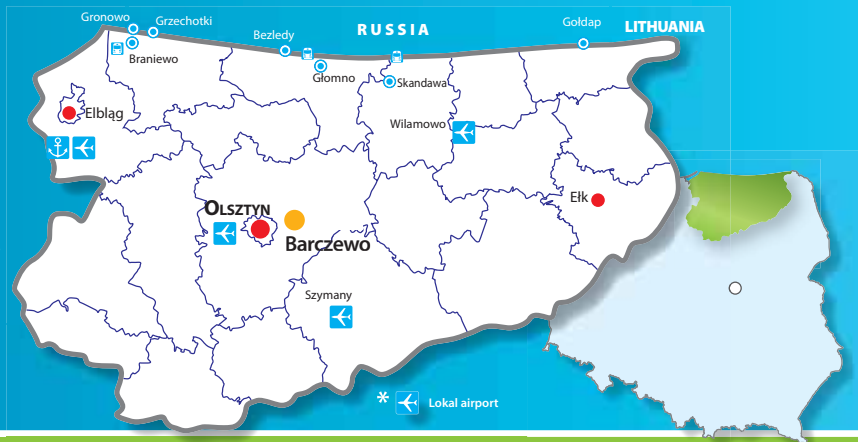 Gronowo
Grzechotki
Bezledy
RUSSIA
Gołdap
LITHUANIA
Braniewo
Głomno
Skandawa
Elbląg
Wilamowo
Ełk
OLSZTYN
Barczewo
Szymany
* Lokal airport